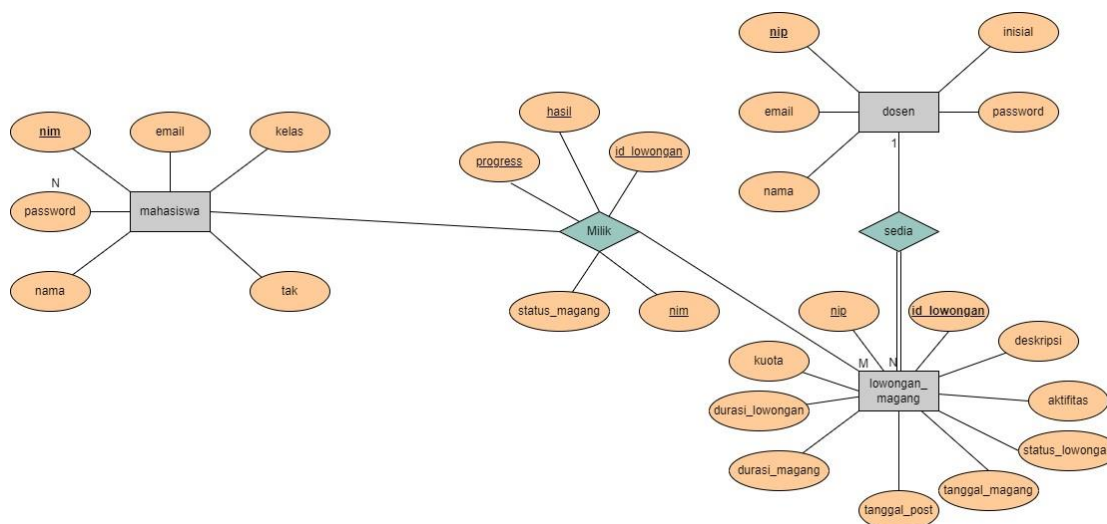 nip
inisial
email
dosen
password
nama
1
sedia
hasil
progress
id_lowongan
Milik
status_magang
nim
nim
email
kelas
N
password
mahasiswa
nama
tak
nip
id_lowongan
deskripsi
kuota
M
N
lowongan_
magang
durasi_lowongan
aktifitas
durasi_magang
status_lowonga
tanggal_magang
tanggal_post